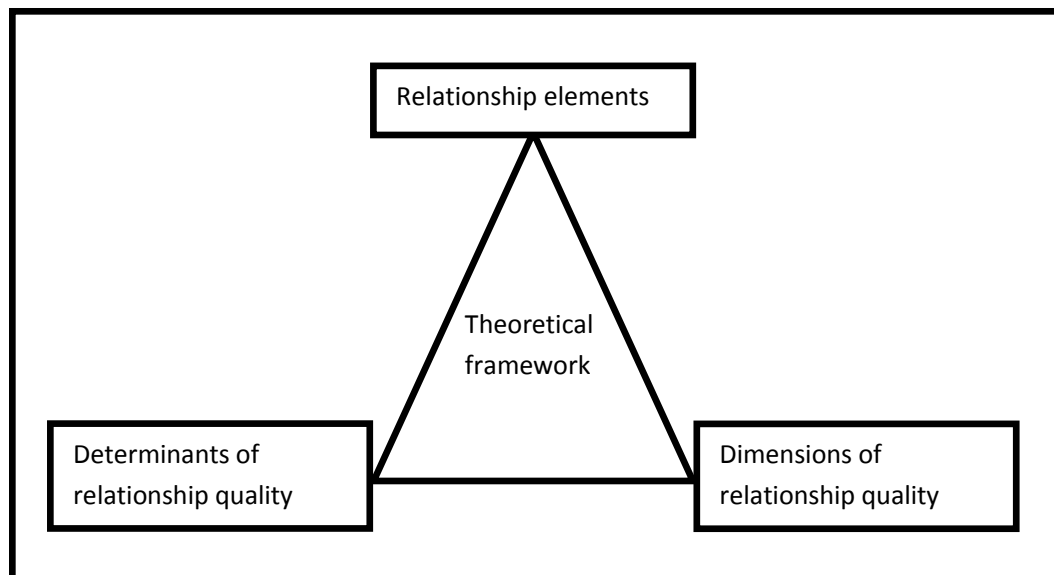 Relationship elements
Theoretical
framework
Determinants of
relationship quality
Dimensions of
relationship quality